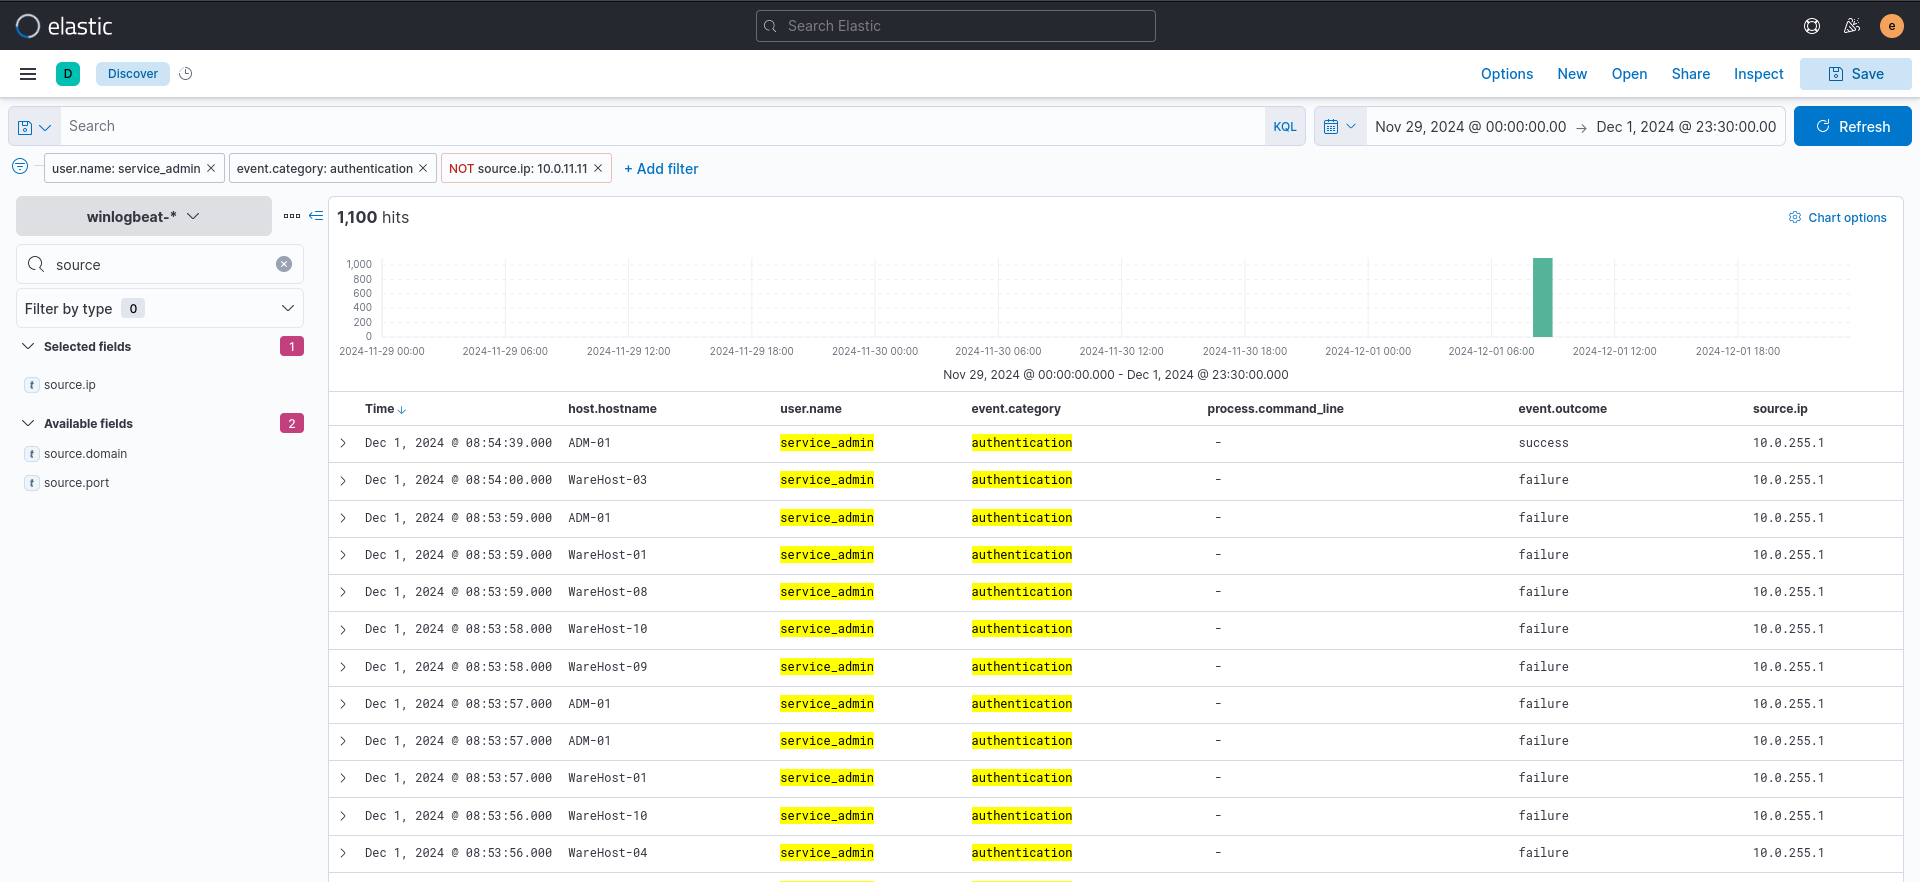 elastic
Search Elastic
e
D
Discover
Options New Open Share Inspect Save
Search
KQL
Nov 29, 2024 @ 00:00:00.00 → Dec 1, 2024 @ 23:30:00.00
Refresh
user.name: service_admin × event.category: authentication × NOT source.ip: 10.0.11.11 × + Add filter
winlogbeat-*
source
Filter by type 0
Selected fields 1
t source.ip
Available fields 2
t source.domain
t source.port
1,100 hits
Chart options
1,000
800
600
400
200
0
2024-11-29 00:00 2024-11-29 06:00 2024-11-29 12:00 2024-11-29 18:00 2024-11-30 00:00 2024-11-30 06:00 2024-11-30 12:00 2024-11-30 18:00 2024-12-01 00:00 2024-12-01 06:00 2024-12-01 12:00 2024-12-01 18:00
Nov 29, 2024 @ 00:00:00.000 - Dec 1, 2024 @ 23:30:00.000
Time ↓ host.hostname user.name event.category process.command_line event.outcome source.ip
Dec 1, 2024 @ 08:54:39.000 ADM-01 service_admin authentication - success 10.0.255.1
Dec 1, 2024 @ 08:54:00.000 WareHost-03 service_admin authentication - failure 10.0.255.1
Dec 1, 2024 @ 08:53:59.000 ADM-01 service_admin authentication - failure 10.0.255.1
Dec 1, 2024 @ 08:53:59.000 WareHost-01 service_admin authentication - failure 10.0.255.1
Dec 1, 2024 @ 08:53:59.000 WareHost-08 service_admin authentication - failure 10.0.255.1
Dec 1, 2024 @ 08:53:58.000 WareHost-10 service_admin authentication - failure 10.0.255.1
Dec 1, 2024 @ 08:53:58.000 WareHost-09 service_admin authentication - failure 10.0.255.1
Dec 1, 2024 @ 08:53:57.000 ADM-01 service_admin authentication - failure 10.0.255.1
Dec 1, 2024 @ 08:53:57.000 ADM-01 service_admin authentication - failure 10.0.255.1
Dec 1, 2024 @ 08:53:57.000 WareHost-01 service_admin authentication - failure 10.0.255.1
Dec 1, 2024 @ 08:53:56.000 WareHost-10 service_admin authentication - failure 10.0.255.1
Dec 1, 2024 @ 08:53:56.000 WareHost-04 service_admin authentication - failure 10.0.255.1